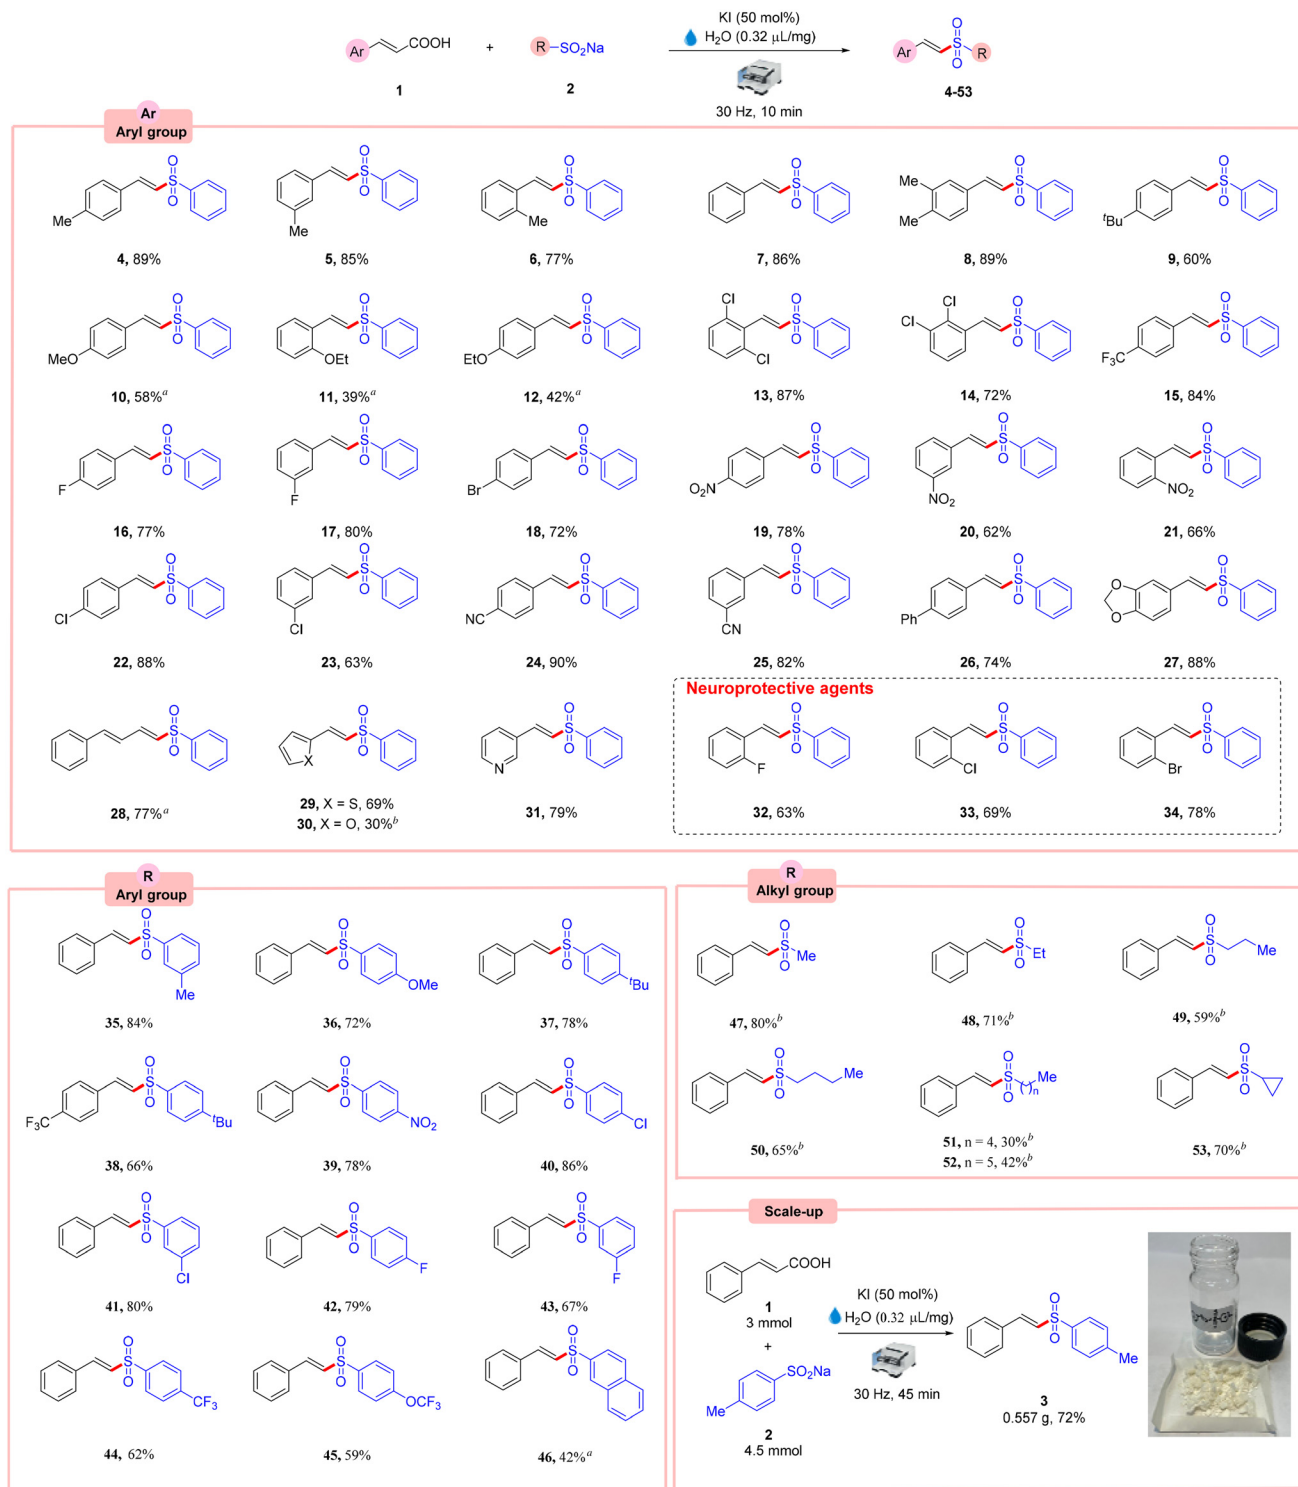 Ar COOH + R SO2Na KI (50 mol%) Ar S O O R
H2O (0.32 μL/mg)
1 2 4-53
30 Hz, 10 min
Ar
Aryl group
O S O Me O S O Me O S O Me O S O Me Me O S O tBu O S O
4, 89% 5, 85% 6, 77% 7, 86% 8, 89% 9, 60%
MeO O S O OEt O S O EtO O S O Cl Cl O S O Cl Cl O S O F3C O S O
10, 58%a 11, 39%a 12, 42%a 13, 87% 14, 72% 15, 84%
F O S O F O S O Br O S O O2N O S O NO2 O S O NO2 O S O
16, 77% 17, 80% 18, 72% 19, 78% 20, 62% 21, 66%
Cl O S O Cl O S O NC O S O CN O S O Ph O S O O O O S O
22, 88% 23, 63% 24, 90% 25, 82% 26, 74% 27, 88%
Neuroprotective agents
O S O X O S O N O S O F O S O Cl O S O Br O S O
28, 77%a 29, X = S, 69% 31, 79% 32, 63% 33, 69% 34, 78%
30, X = O, 30%b
R
Aryl group
O S O Me O S O OMe O S O tBu
35, 84% 36, 72% 37, 78%
F3C O S O tBu O S O NO2 O S O Cl
38, 66% 39, 78% 40, 86%
O S O Cl O S O F O S O F
41, 80% 42, 79% 43, 67%
O S O CF3 O S O OCF3 O S O
44, 62% 45, 59% 46, 42%a
R
Alkyl group
O S O Me O S O Et O S O Me
47, 80%b 48, 71%b 49, 59%b
O S O Me O S O ( )n Me O S O
50, 65%b 51, n = 4, 30%b 53, 70%b
52, n = 5, 42%b
Scale-up
COOH
1
3 mmol
+
SO2Na
Me
2
4.5 mmol
KI (50 mol%)
H2O (0.32 μL/mg)
30 Hz, 45 min
O S O Me
3
0.557 g, 72%